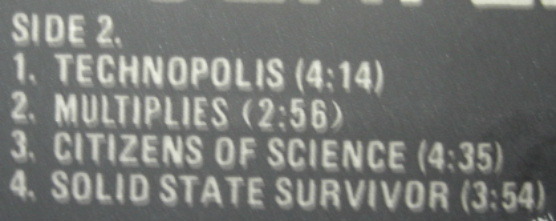 SIDE 2.
1. TECHNOPOLIS (4:14)
2. MULTIPLIES (2:56)
3. CITIZENS OF SCIENCE (4:35)
4. SOLID STATE SURVIVOR (3:54)